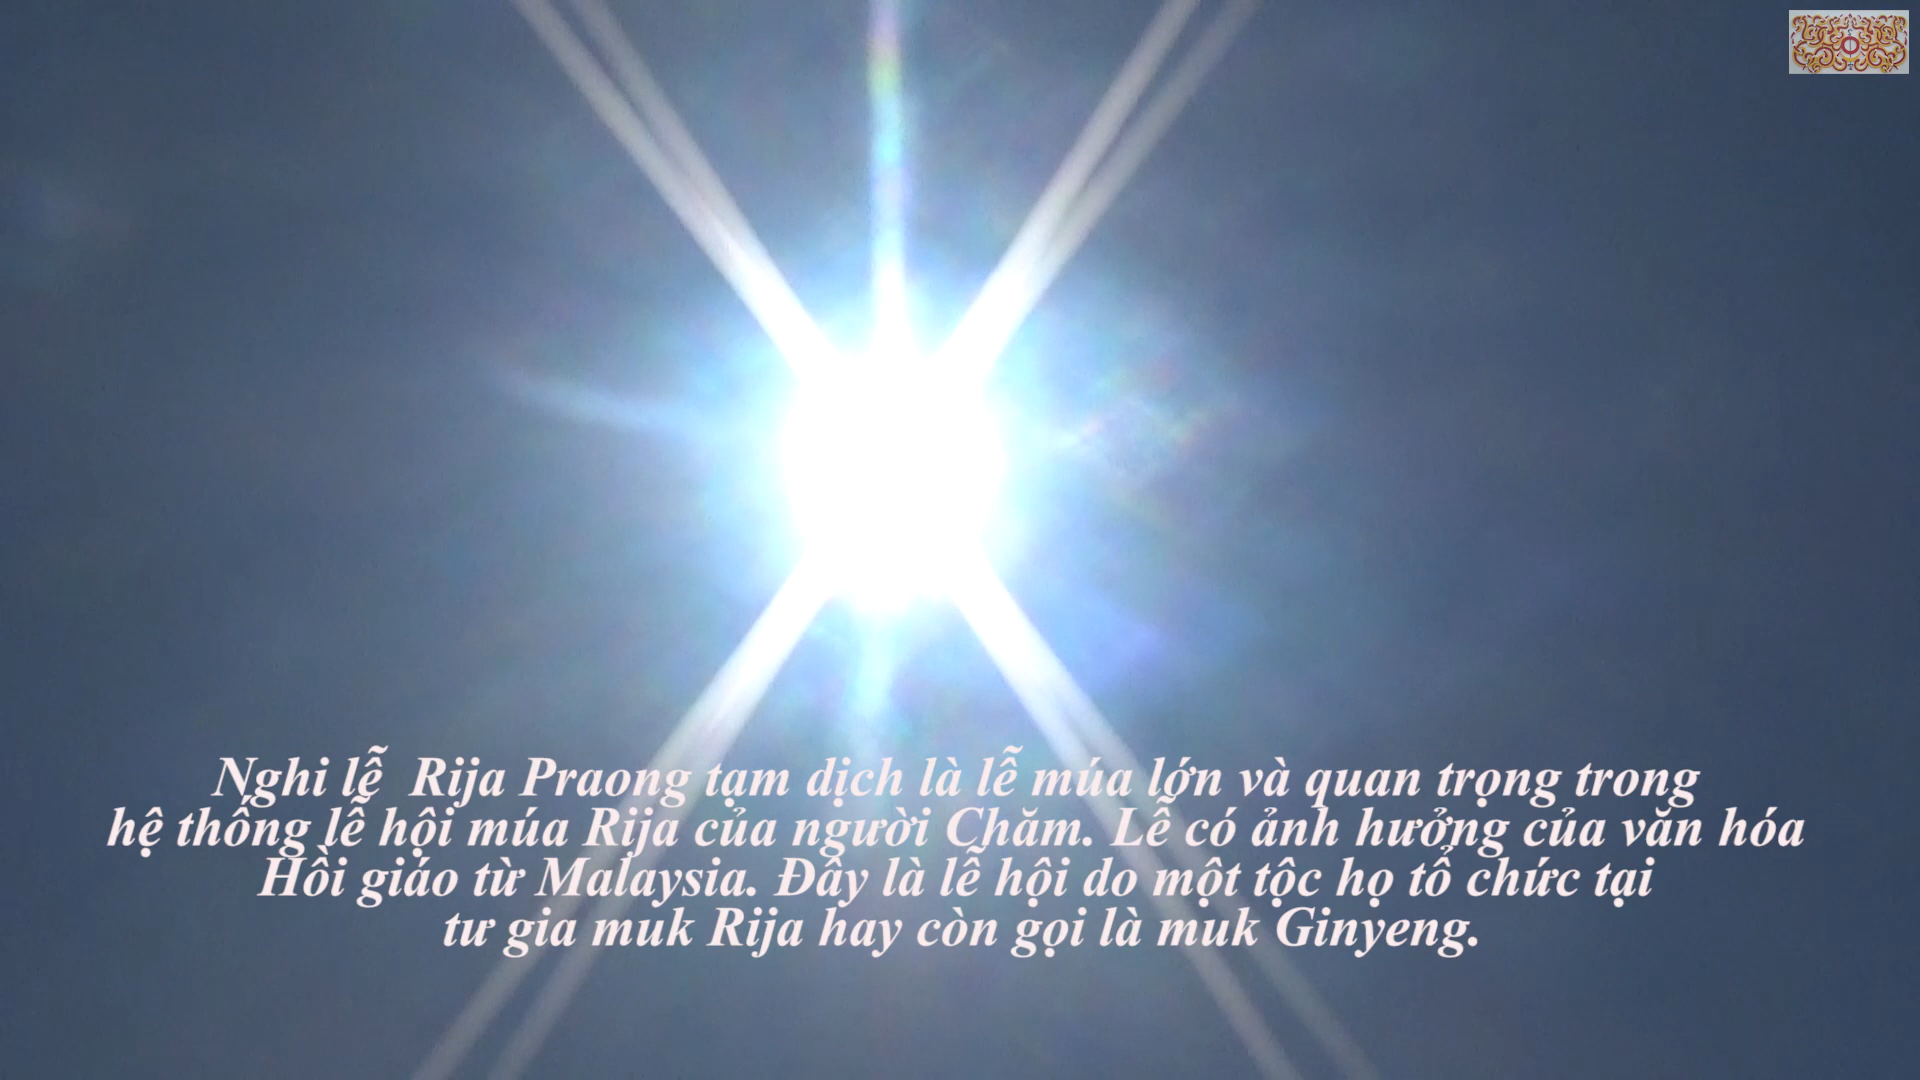 Nghi lễ Rija Praong tạm dịch là lễ múa lớn và quan trọng trong
hệ thống lễ hội múa Rija của người Chăm. Lễ có ảnh hưởng của văn hóa
Hồi giáo từ Malaysia. Đây là lễ hội do một tộc họ tổ chức tại
tư gia muk Rija hay còn gọi là muk Ginyeng.